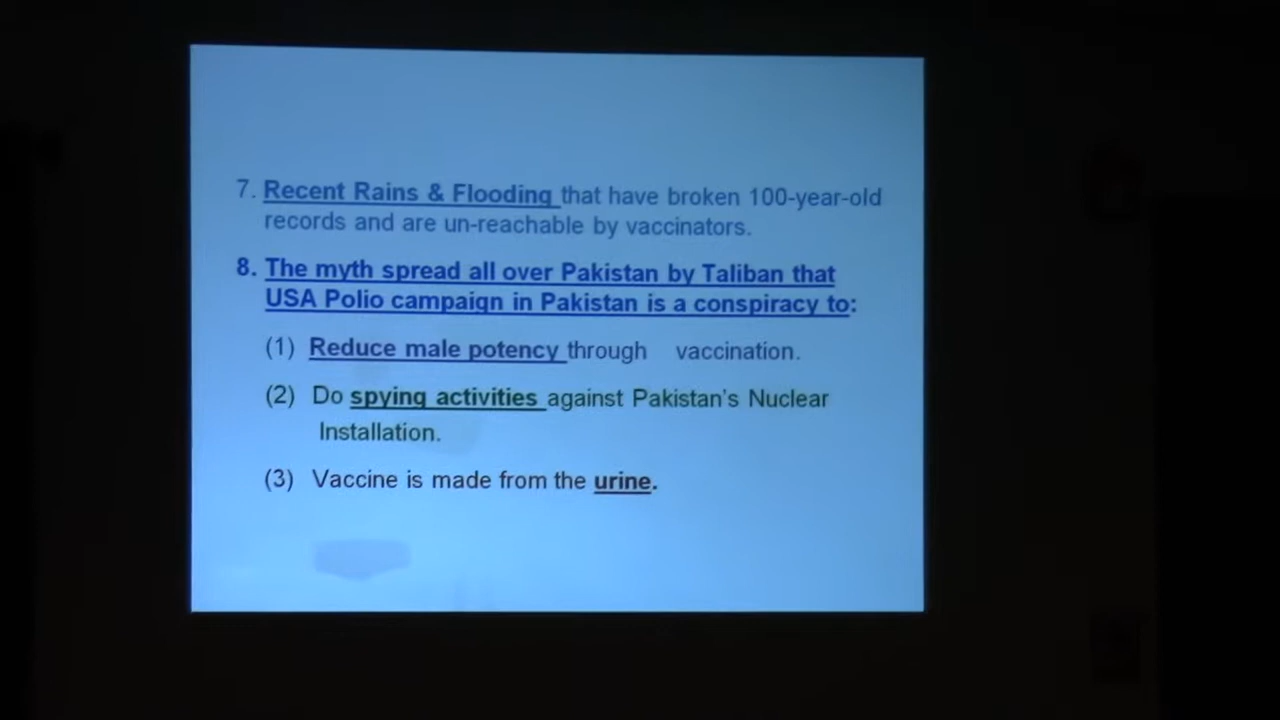 7. Recent Rains & Flooding that have broken 100-year-old
records and are un-reachable by vaccinators.
8. The myth spread all over Pakistan by Taliban that
USA Polio campaign in Pakistan is a conspiracy to:
(1) Reduce male potency through vaccination.
(2) Do spying activities against Pakistan's Nuclear
Installation.
(3) Vaccine is made from the urine.